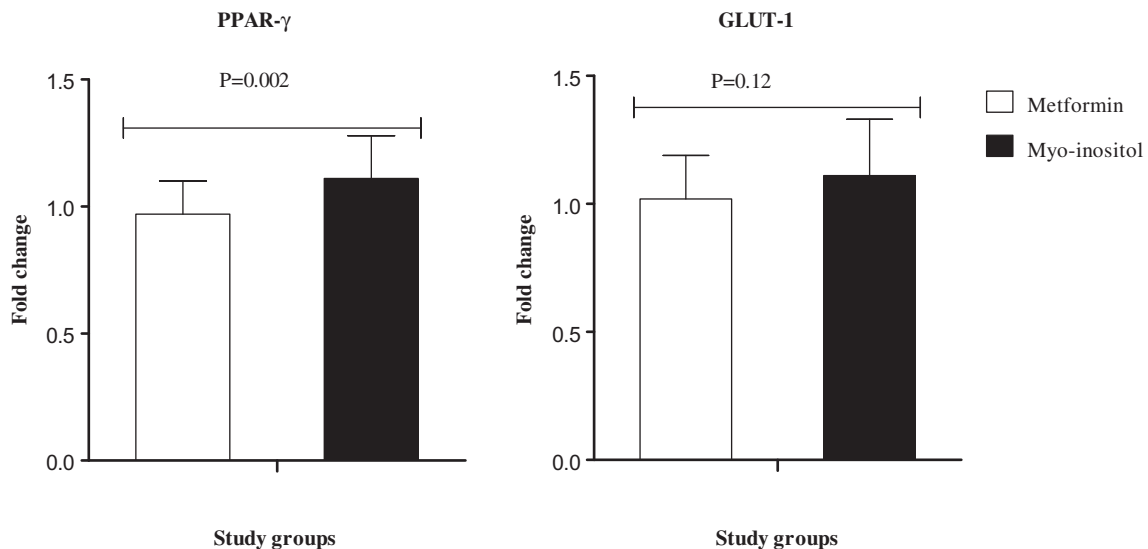 PPAR-γ
P=0.002
1.5
1.0
0.5
0.0
Fold change
Study groups
GLUT-1
P=0.12
1.5
1.0
0.5
0.0
Fold change
Study groups
Metformin
Myo-inositol